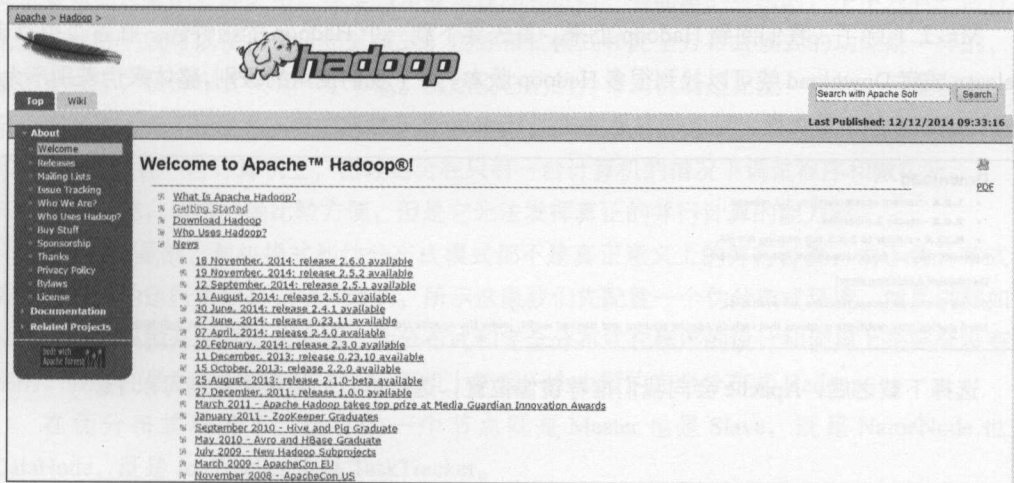 Apache > Hadoop >
hadoop
Top
Wiki
Search with Apache Solr
Search
Last Published: 12/12/2014 09:33:16
About
Welcome
Releases
Mailing Lists
Issue Tracking
Who We Are?
Who Uses Hadoop?
Buy Stuff
Sponsorship
Thanks
Privacy Policy
Bylaws
License
Documentation
Related Projects
Built with
Apache Forrest
Welcome to Apache™ Hadoop®!
PDF
What Is Apache Hadoop?
Getting Started
Download Hadoop
Who Uses Hadoop?
News
18 November, 2014: release 2.6.0 available
19 November, 2014: release 2.5.2 available
12 September, 2014: release 2.5.1 available
11 August, 2014: release 2.5.0 available
30 June, 2014: release 2.4.1 available
27 June, 2014: release 0.23.11 available
07 April, 2014: release 2.4.0 available
20 February, 2014: release 2.3.0 available
11 December, 2013: release 0.23.10 available
15 October, 2013: release 2.2.0 available
25 August, 2013: release 2.1.0-beta available
27 December, 2011: release 1.0.0 available
March 2011 - Apache Hadoop takes top prize at Media Guardian Innovation Awards
January 2011 - ZooKeeper Graduates
September 2010 - Hive and Pig Graduate
May 2010 - Avro and HBase Graduate
July 2009 - New Hadoop Subprojects
March 2009 - ApacheCon EU
November 2008 - ApacheCon US